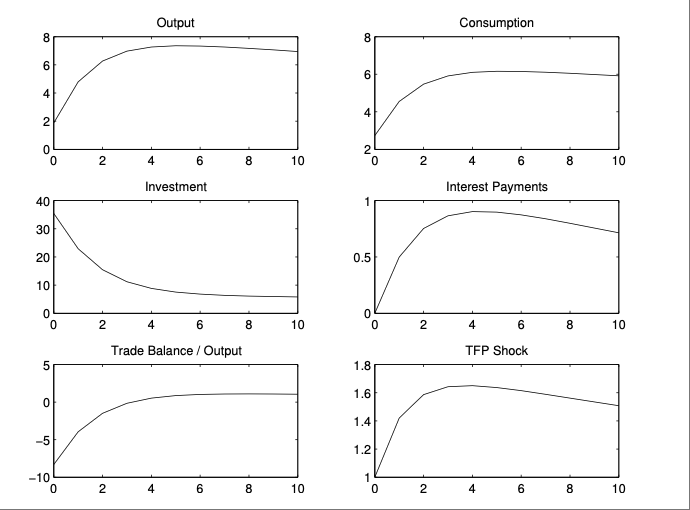 Output
8
6
4
2
0
0 2 4 6 8 10
Consumption
8
6
4
2
0 2 4 6 8 10
Investment
40
30
20
10
0
0 2 4 6 8 10
Interest Payments
1
0.5
0
0 2 4 6 8 10
Trade Balance / Output
5
0
−5
−10
0 2 4 6 8 10
TFP Shock
1.8
1.6
1.4
1.2
1
0 2 4 6 8 10